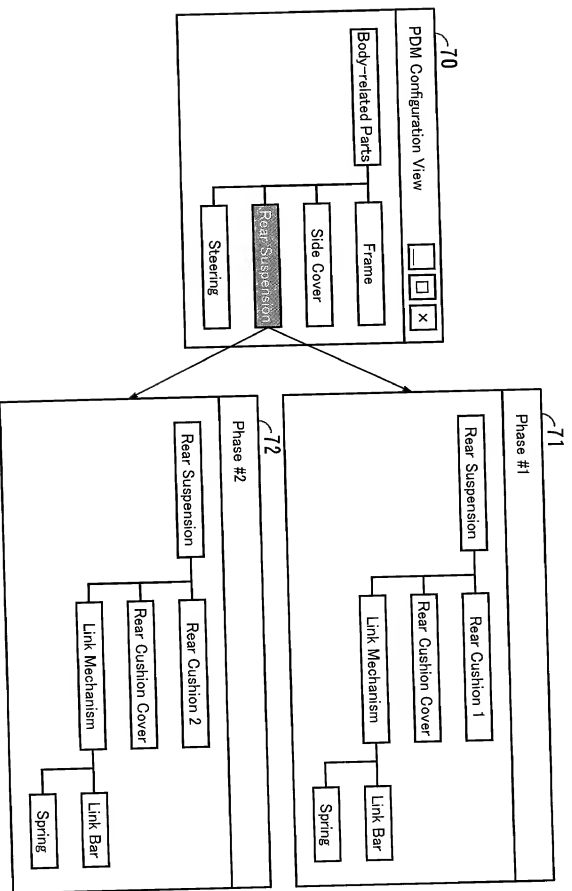 70
PDM Configuration View
_ □ ×
Body-related Parts
Frame
Side Cover
Rear Suspension
Steering
71
Phase #1
Rear Suspension
Rear Cushion 1
Rear Cushion Cover
Link Mechanism
Link Bar
Spring
72
Phase #2
Rear Suspension
Rear Cushion 2
Rear Cushion Cover
Link Mechanism
Link Bar
Spring